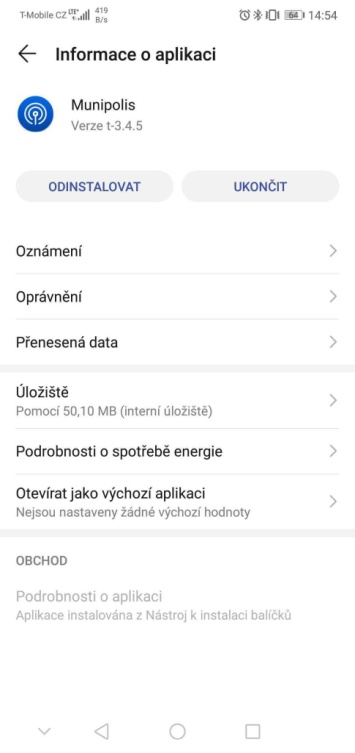 T-Mobile CZ LTE+ 419 B/s 64 14:54
Informace o aplikaci
Munipolis
Verze t-3.4.5
ODINSTALOVAT UKONČIT
Oznámení
Oprávnění
Přenesená data
Úložiště
Pomocí 50,10 MB (interní úložiště)
Podrobnosti o spotřebě energie
Otevírat jako výchozí aplikaci
Nejsou nastaveny žádné výchozí hodnoty
OBCHOD
Podrobnosti o aplikaci
Aplikace instalována z Nástroj k instalaci balíčků